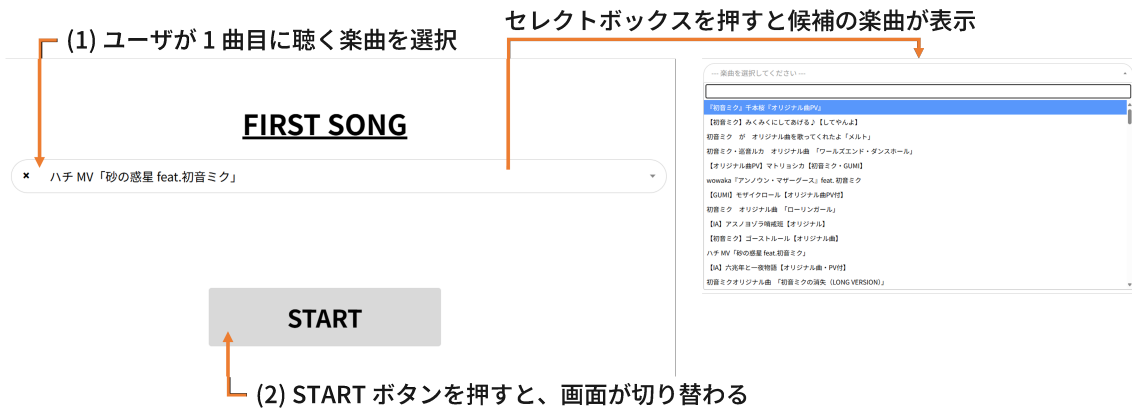 (1) ユーザが 1 曲目に聴く楽曲を選択
セレクトボックスを押すと候補の楽曲が表示
FIRST SONG
× ハチ MV「砂の惑星 feat.初音ミク」
START
(2) START ボタンを押すと、画面が切り替わる
--- 楽曲を選択してください ---
『初音ミク』千本桜『オリジナル曲PV』
【初音ミク】みくみくにしてあげる♪【してやんよ】
初音ミク が オリジナル曲を歌ってくれたよ「メルト」
初音ミク・巡音ルカ オリジナル曲 「ワールズエンド・ダンスホール」
【オリジナル曲PV】マトリョシカ【初音ミク・GUMI】
wowaka『アンノウン・マザーグース』feat. 初音ミク
【GUMI】モザイクロール【オリジナル曲PV付】
初音ミク オリジナル曲 「ローリンガール」
【IA】アスノヨゾラ哨戒班【オリジナル】
【初音ミク】ゴーストルール【オリジナル曲】
ハチ MV「砂の惑星 feat.初音ミク」
【IA】六兆年と一夜物語【オリジナル曲・PV付】
初音ミクオリジナル曲 「初音ミクの消失（LONG VERSION）」